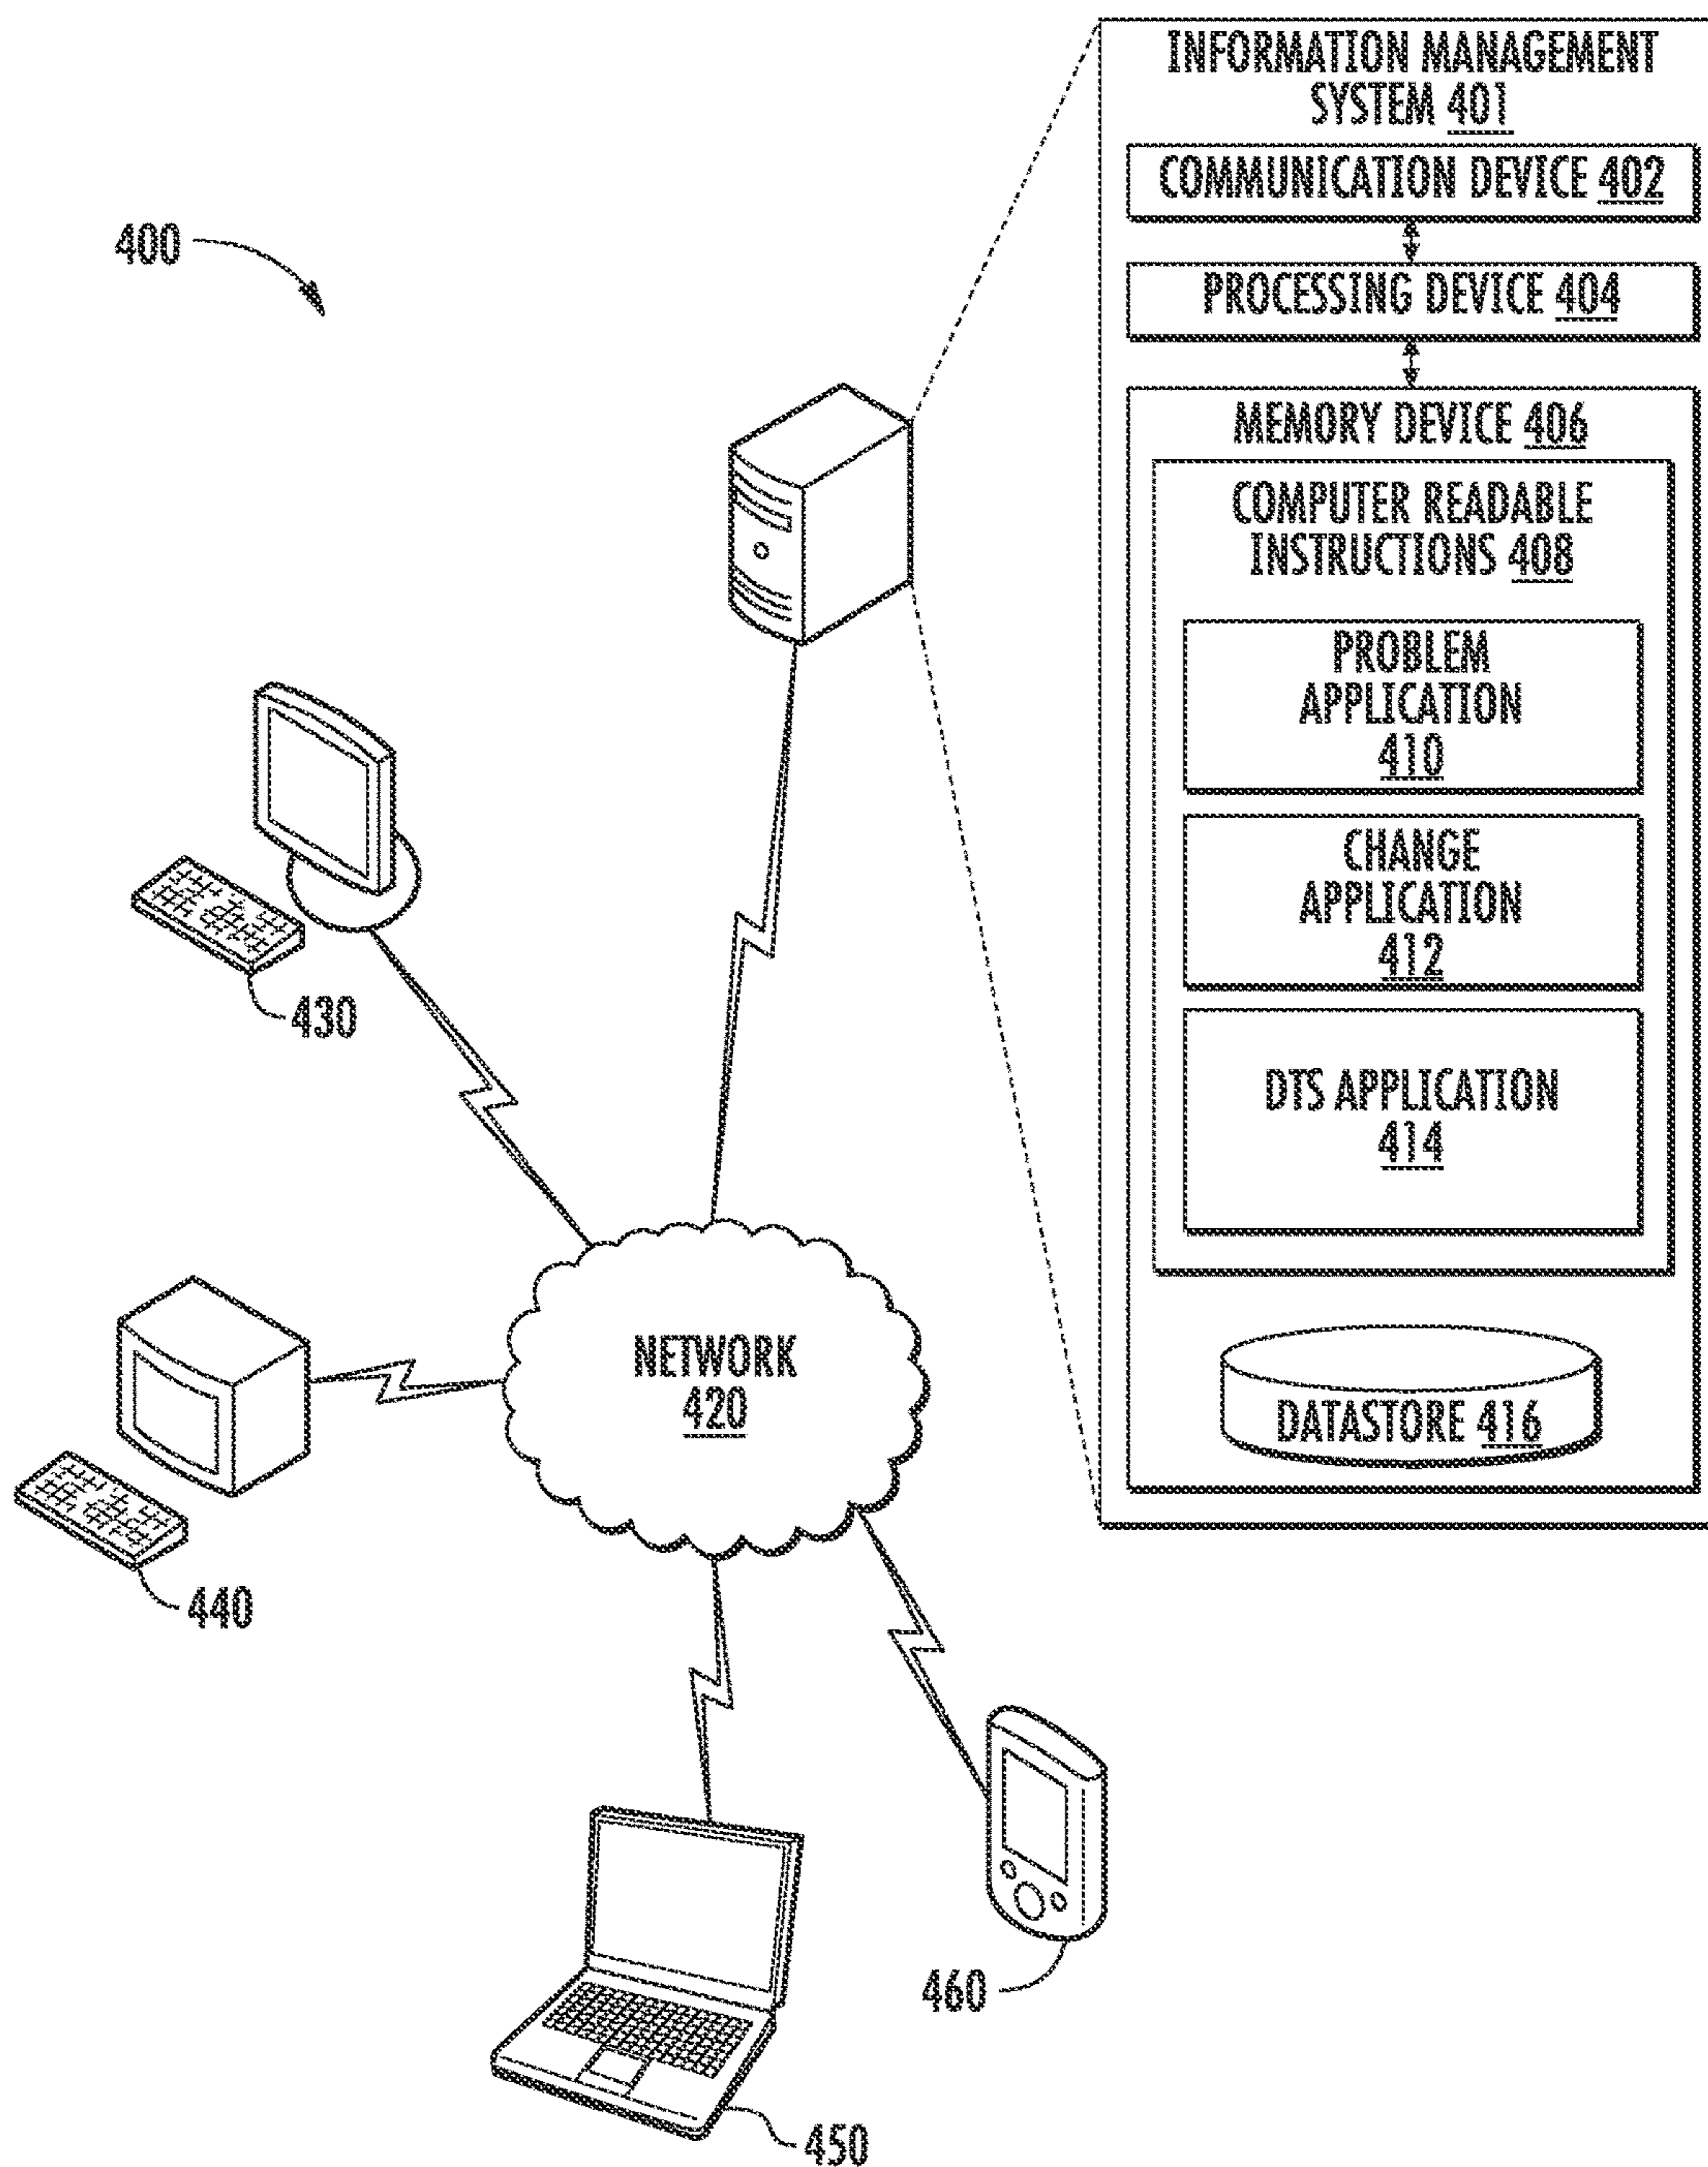 INFORMATION MANAGEMENT
SYSTEM 401
COMMUNICATION DEVICE 402
400
PROCESSING DEVICE 404
MEMORY DEVICE 406
COMPUTER READABLE
INSTRUCTIONS 408
PROBLEM
APPLICATION
410
CHANGE
APPLICATION
412
430
DTS APPLICATION
414
NETWORK
420
DATASTORE 416
440
460
450